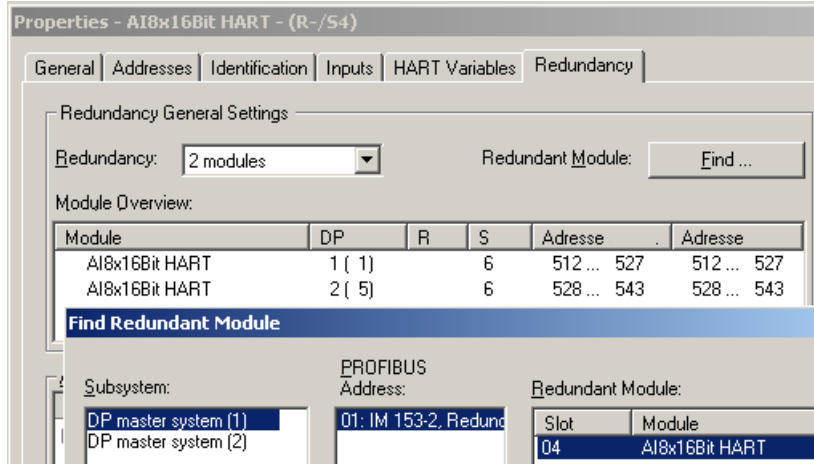 Properties - AI8x16Bit HART - (R-/S4)
General Addresses Identification Inputs HART Variables Redundancy
Redundancy General Settings
Redundancy: 2 modules Redundant Module: Find ...
Module Overview:
Module DP R S Adresse . Adresse
AI8x16Bit HART 1 ( 1) 6 512 ... 527 512 ... 527
AI8x16Bit HART 2 ( 5) 6 528 ... 543 528 ... 543
Find Redundant Module
Subsystem: PROFIBUS Address: Redundant Module:
Slot Module
DP master system (1) 01: IM 153-2, Redund 04 AI8x16Bit HART
DP master system (2)